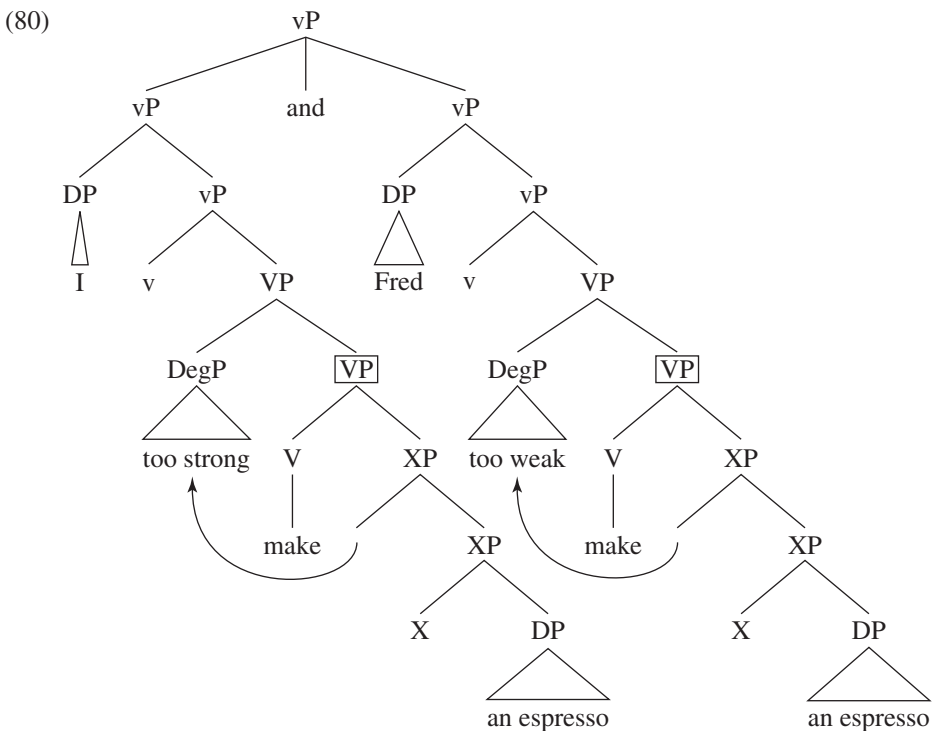 (80)
vP
vP and vP
DP vP DP vP
I v VP Fred v VP
DegP VP DegP VP
too strong V XP too weak V XP
make XP make XP
X DP X DP
an espresso an espresso